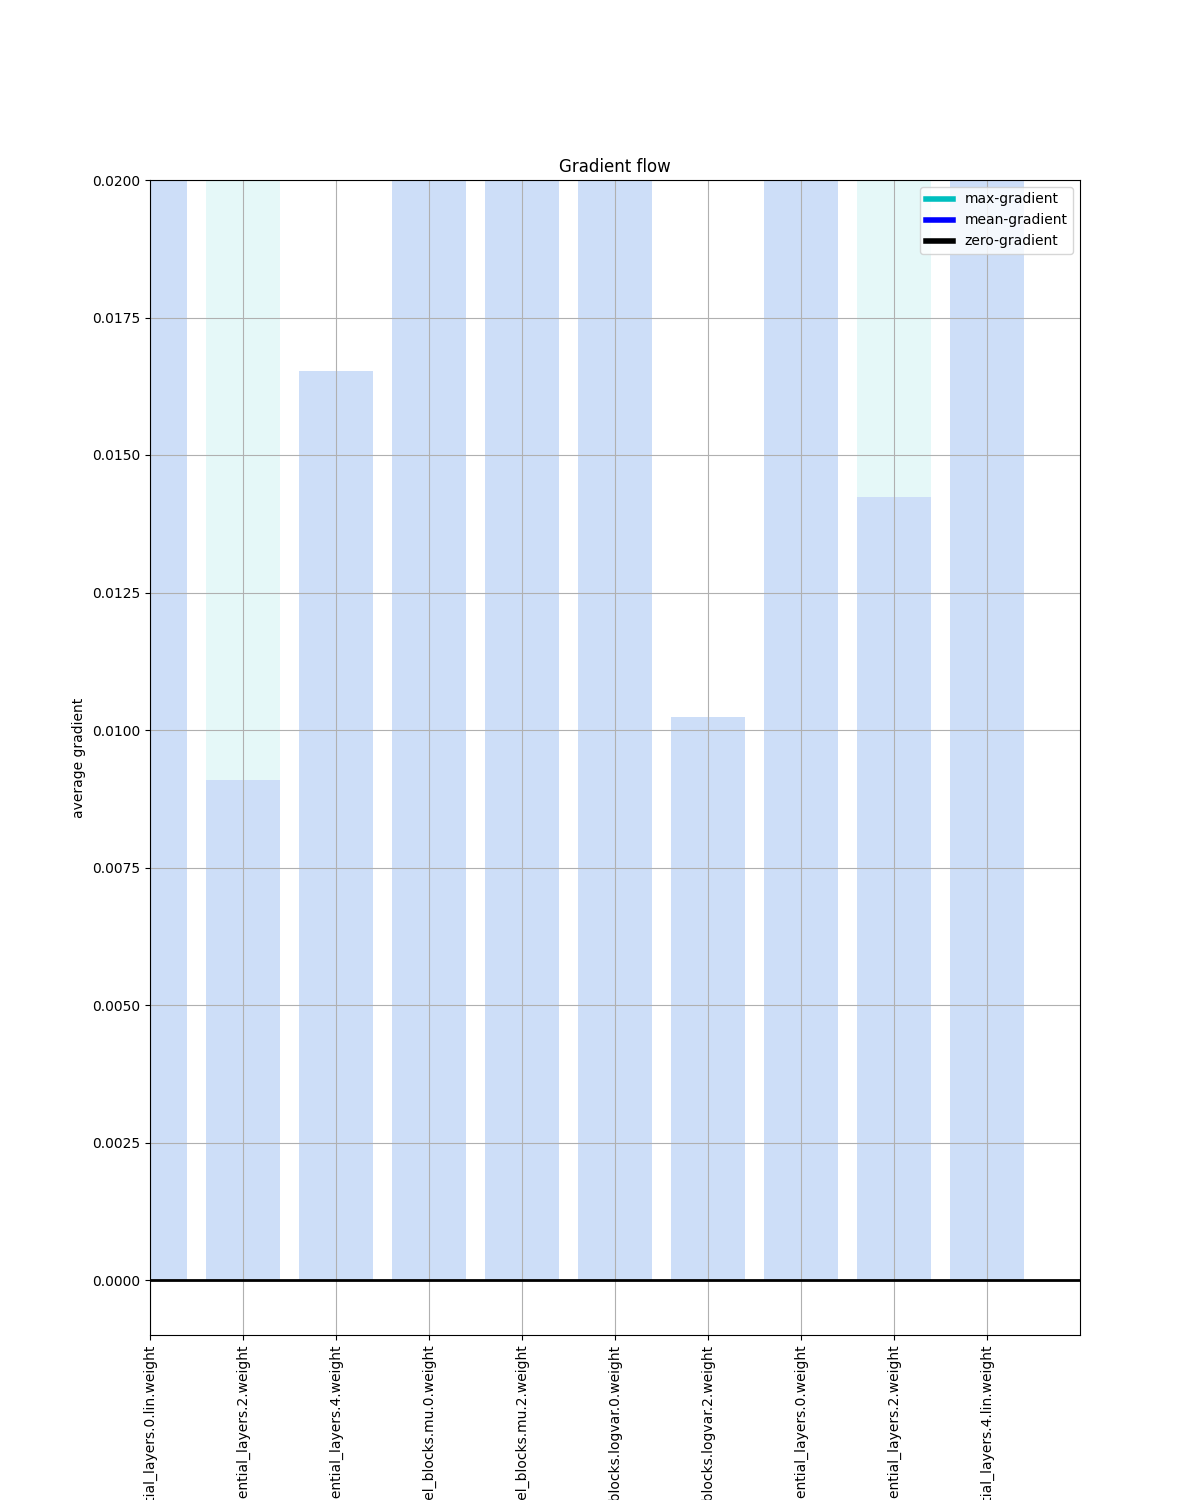 Gradient flow
max-gradient
mean-gradient
zero-gradient
0.0200
0.0175
0.0150
0.0125
0.0100
0.0075
0.0050
0.0025
0.0000
average gradient
tial_layers.0.lin.weight
ential_layers.2.weight
ential_layers.4.weight
el_blocks.mu.0.weight
el_blocks.mu.2.weight
blocks.logvar.0.weight
blocks.logvar.2.weight
ential_layers.0.weight
ential_layers.2.weight
tial_layers.4.lin.weight